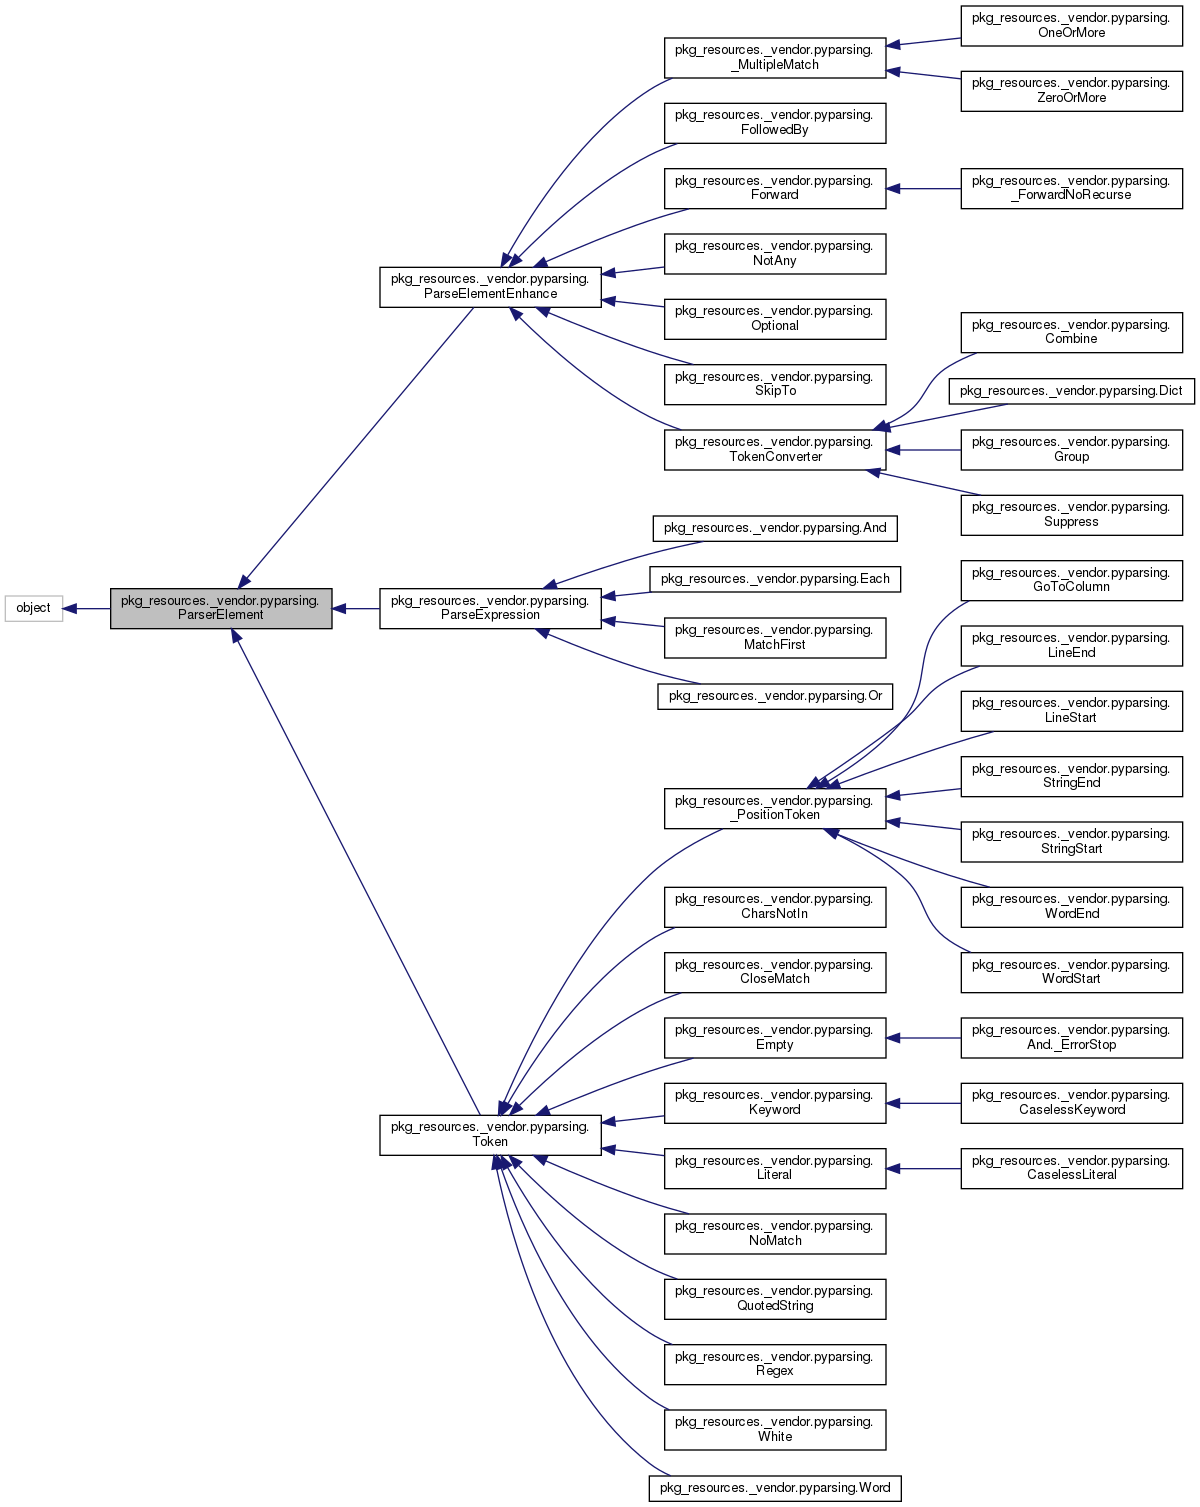 object
pkg_resources._vendor.pyparsing.
ParserElement
pkg_resources._vendor.pyparsing.
ParseElementEnhance
pkg_resources._vendor.pyparsing.
ParseExpression
pkg_resources._vendor.pyparsing.
Token
pkg_resources._vendor.pyparsing.
_MultipleMatch
pkg_resources._vendor.pyparsing.
FollowedBy
pkg_resources._vendor.pyparsing.
Forward
pkg_resources._vendor.pyparsing.
NotAny
pkg_resources._vendor.pyparsing.
Optional
pkg_resources._vendor.pyparsing.
SkipTo
pkg_resources._vendor.pyparsing.
TokenConverter
pkg_resources._vendor.pyparsing.And
pkg_resources._vendor.pyparsing.Each
pkg_resources._vendor.pyparsing.
MatchFirst
pkg_resources._vendor.pyparsing.Or
pkg_resources._vendor.pyparsing.
_PositionToken
pkg_resources._vendor.pyparsing.
CharsNotIn
pkg_resources._vendor.pyparsing.
CloseMatch
pkg_resources._vendor.pyparsing.
Empty
pkg_resources._vendor.pyparsing.
Keyword
pkg_resources._vendor.pyparsing.
Literal
pkg_resources._vendor.pyparsing.
NoMatch
pkg_resources._vendor.pyparsing.
QuotedString
pkg_resources._vendor.pyparsing.
Regex
pkg_resources._vendor.pyparsing.
White
pkg_resources._vendor.pyparsing.Word
pkg_resources._vendor.pyparsing.
OneOrMore
pkg_resources._vendor.pyparsing.
ZeroOrMore
pkg_resources._vendor.pyparsing.
_ForwardNoRecurse
pkg_resources._vendor.pyparsing.
Combine
pkg_resources._vendor.pyparsing.Dict
pkg_resources._vendor.pyparsing.
Group
pkg_resources._vendor.pyparsing.
Suppress
pkg_resources._vendor.pyparsing.
GoToColumn
pkg_resources._vendor.pyparsing.
LineEnd
pkg_resources._vendor.pyparsing.
LineStart
pkg_resources._vendor.pyparsing.
StringEnd
pkg_resources._vendor.pyparsing.
StringStart
pkg_resources._vendor.pyparsing.
WordEnd
pkg_resources._vendor.pyparsing.
WordStart
pkg_resources._vendor.pyparsing.
And._ErrorStop
pkg_resources._vendor.pyparsing.
CaselessKeyword
pkg_resources._vendor.pyparsing.
CaselessLiteral